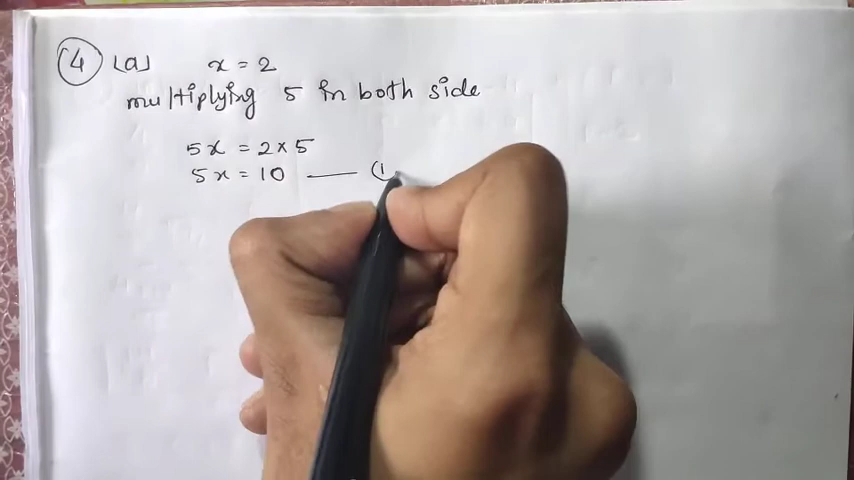 4 (a) x = 2
multiplying 5 in both side
5x = 2 × 5
5x = 10 —— (1